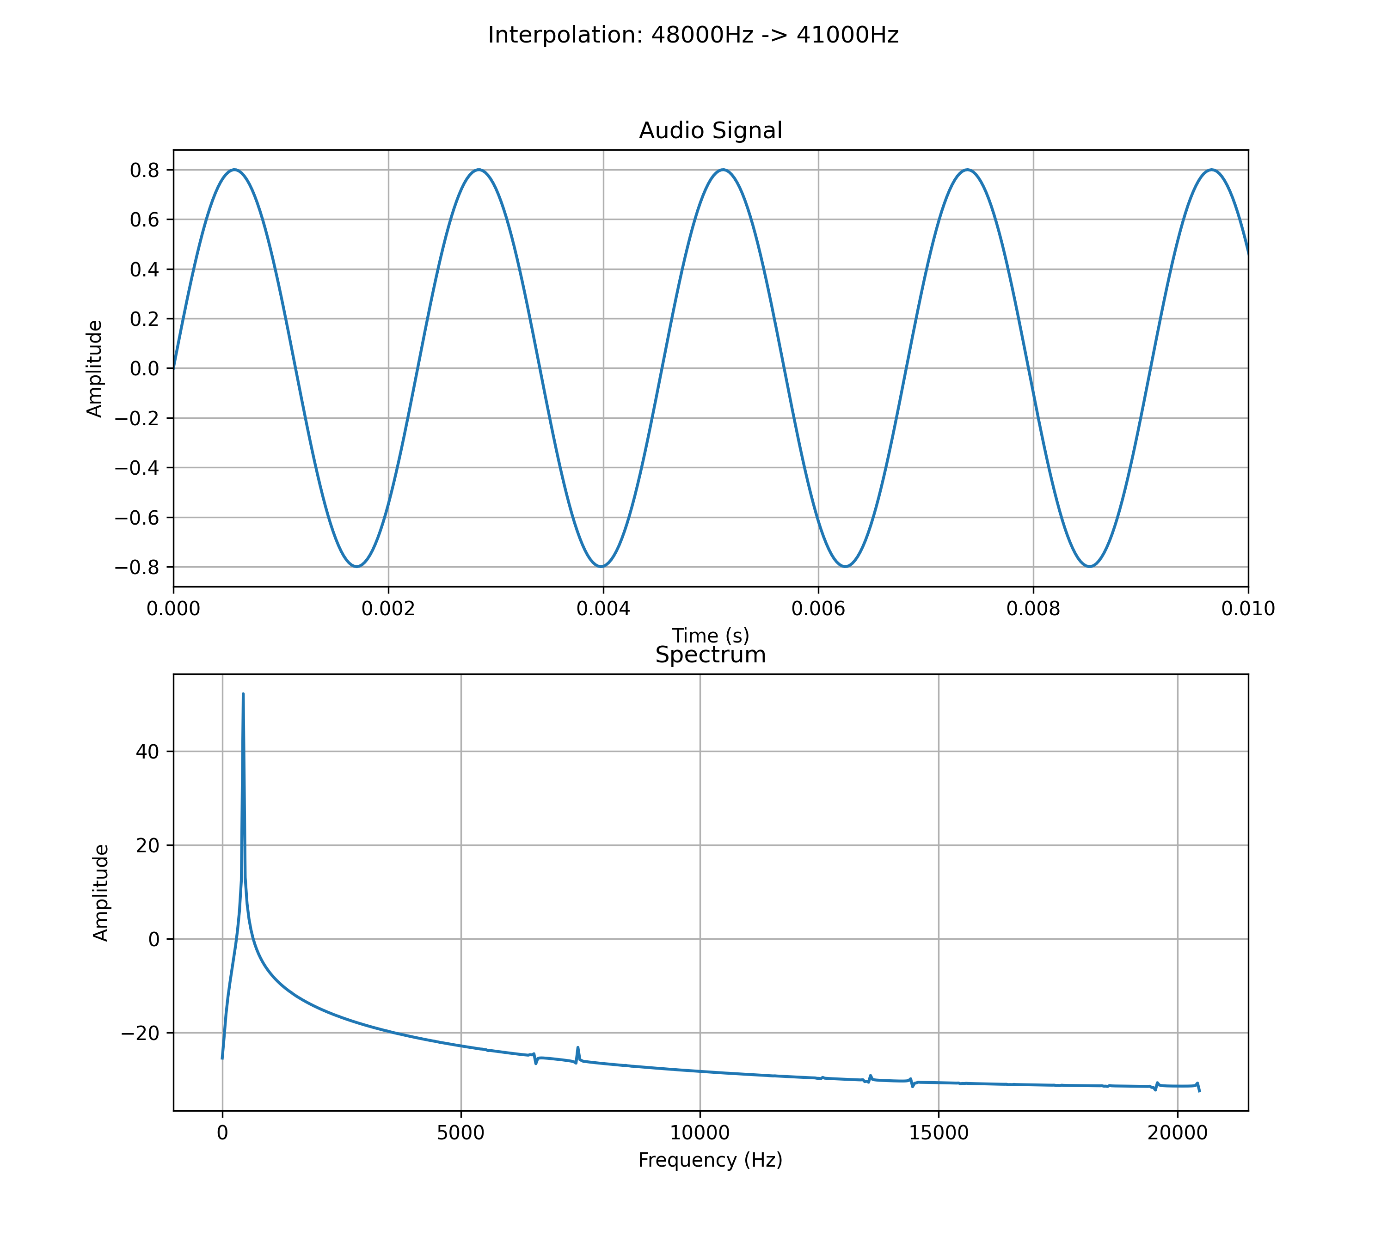 Interpolation: 48000Hz -> 41000Hz
Audio Signal
Amplitude
0.8
0.6
0.4
0.2
0.0
−0.2
−0.4
−0.6
−0.8
0.000 0.002 0.004 0.006 0.008 0.010
Time (s)
Spectrum
Amplitude
40
20
0
−20
0 5000 10000 15000 20000
Frequency (Hz)